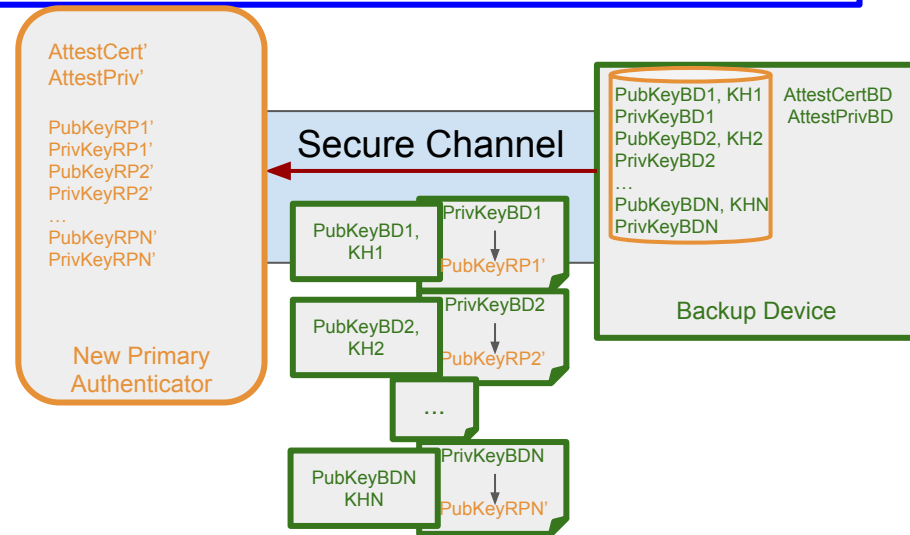 AttestCert’
AttestPriv’
PubKeyRP1’
PrivKeyRP1’
PubKeyRP2’
PrivKeyRP2’
…
PubKeyRPN’
PrivKeyRPN’
New Primary
Authenticator
Secure Channel
PubKeyBD1, KH1
PrivKeyBD1
PubKeyBD2, KH2
PrivKeyBD2
…
PubKeyBDN, KHN
PrivKeyBDN
AttestCertBD
AttestPrivBD
Backup Device
PubKeyBD1,
KH1
PrivKeyBD1
PubKeyRP1’
PubKeyBD2,
KH2
PrivKeyBD2
PubKeyRP2’
…
PubKeyBDN
KHN
PrivKeyBDN
PubKeyRPN’